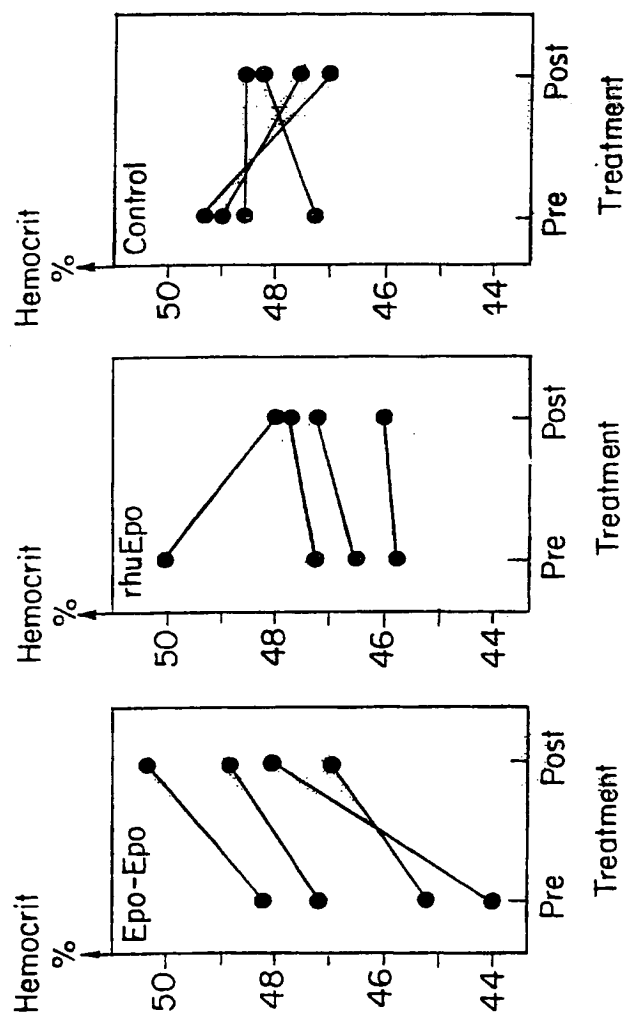 Hemocrit
%
Epo-Epo
50
48
46
44
Pre
Post
Treatment
Hemocrit
%
rhuEpo
50
48
46
44
Pre
Post
Treatment
Hemocrit
%
Control
50
48
46
44
Pre
Post
Treatment